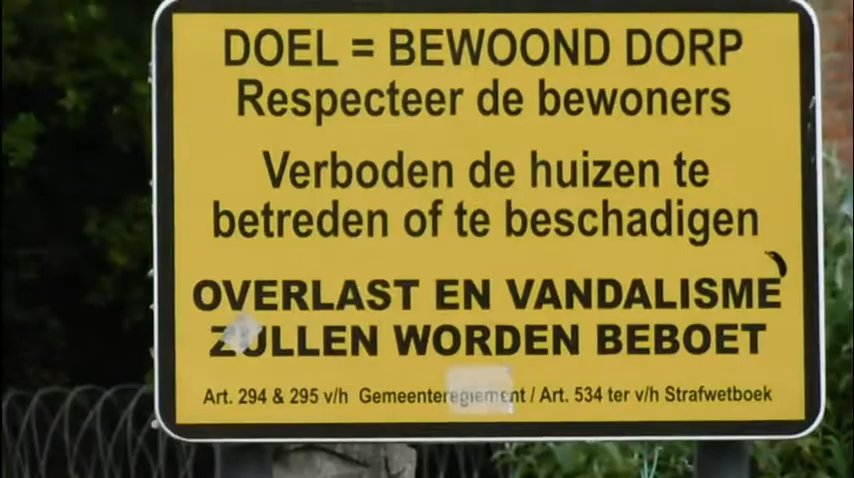 DOEL = BEWOOND DORP
Respecteer de bewoners
Verboden de huizen te
betreden of te beschadigen
OVERLAST EN VANDALISME
ZULLEN WORDEN BEBOET
Art. 294 & 295 v/h Gemeentereglement / Art. 534 ter v/h Strafwetboek